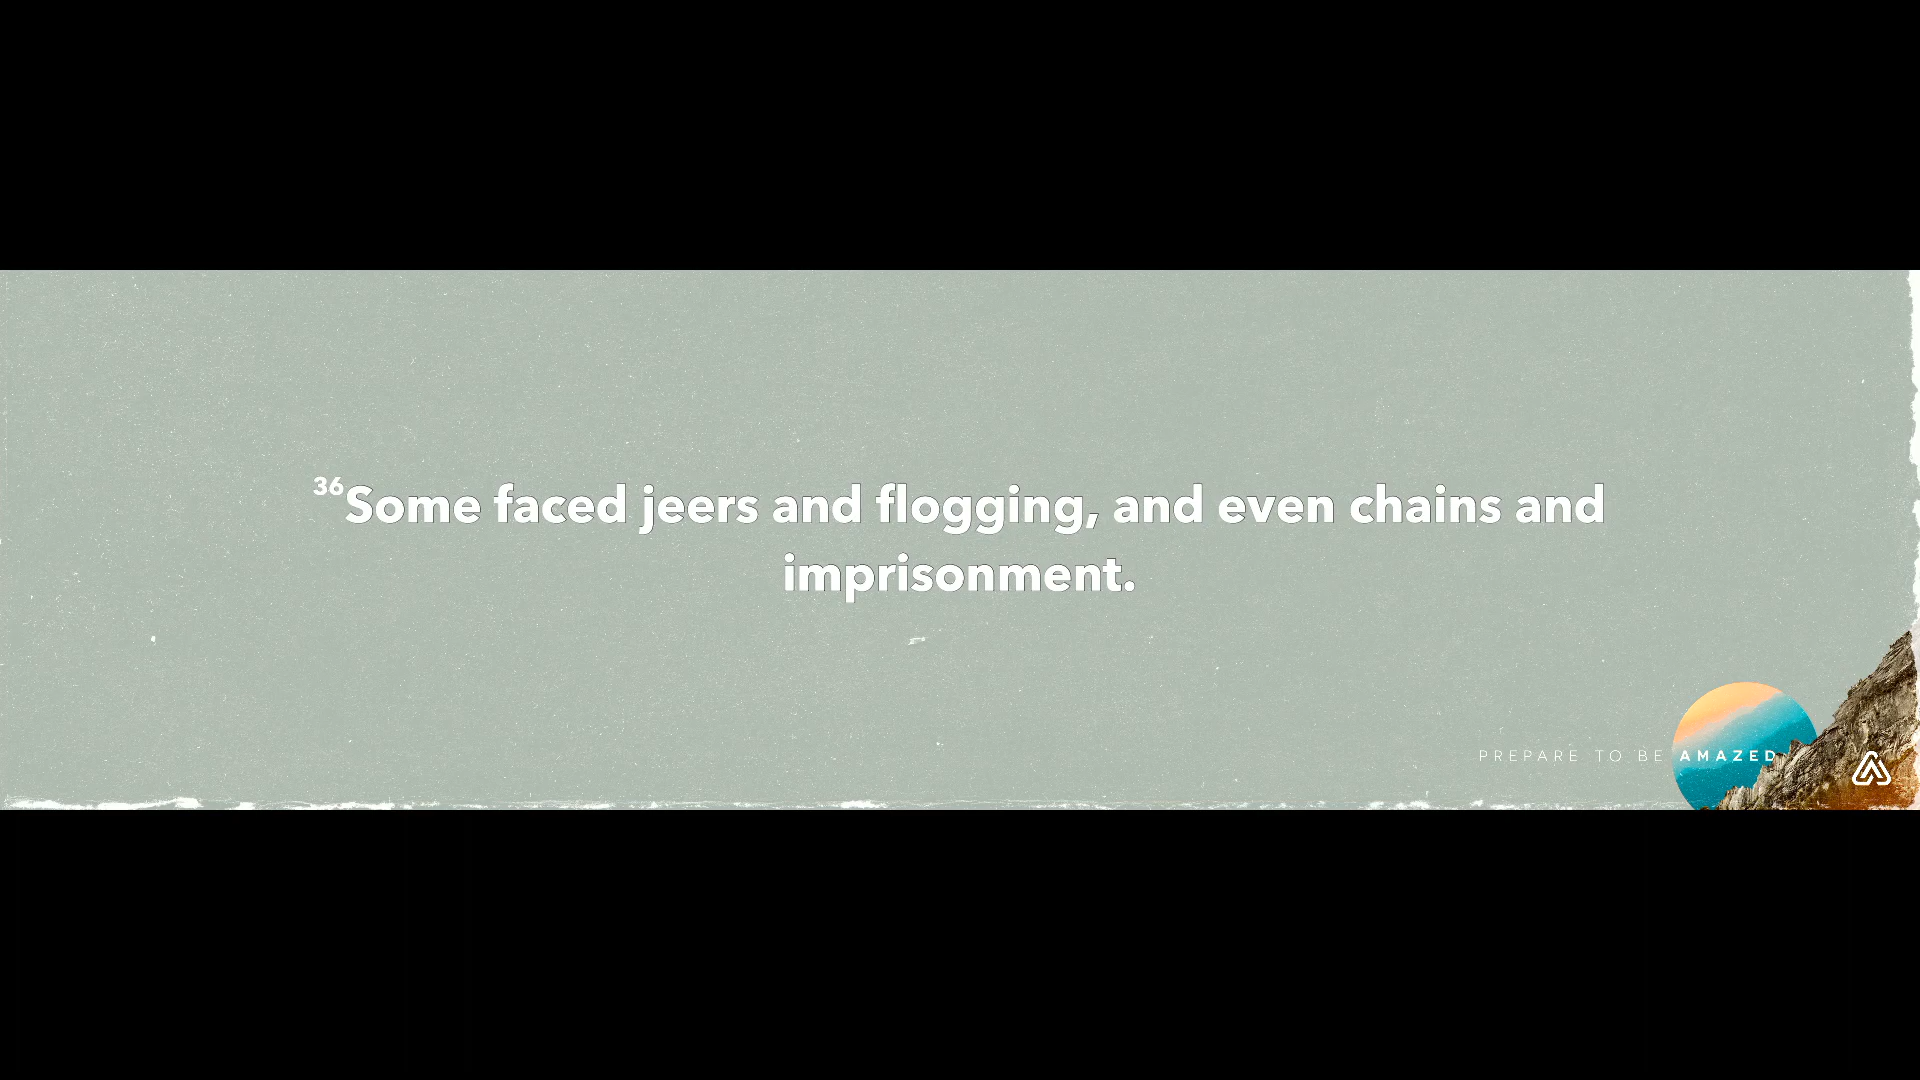 36Some faced jeers and flogging, and even chains and
imprisonment.
PREPARE TO BE AMAZED